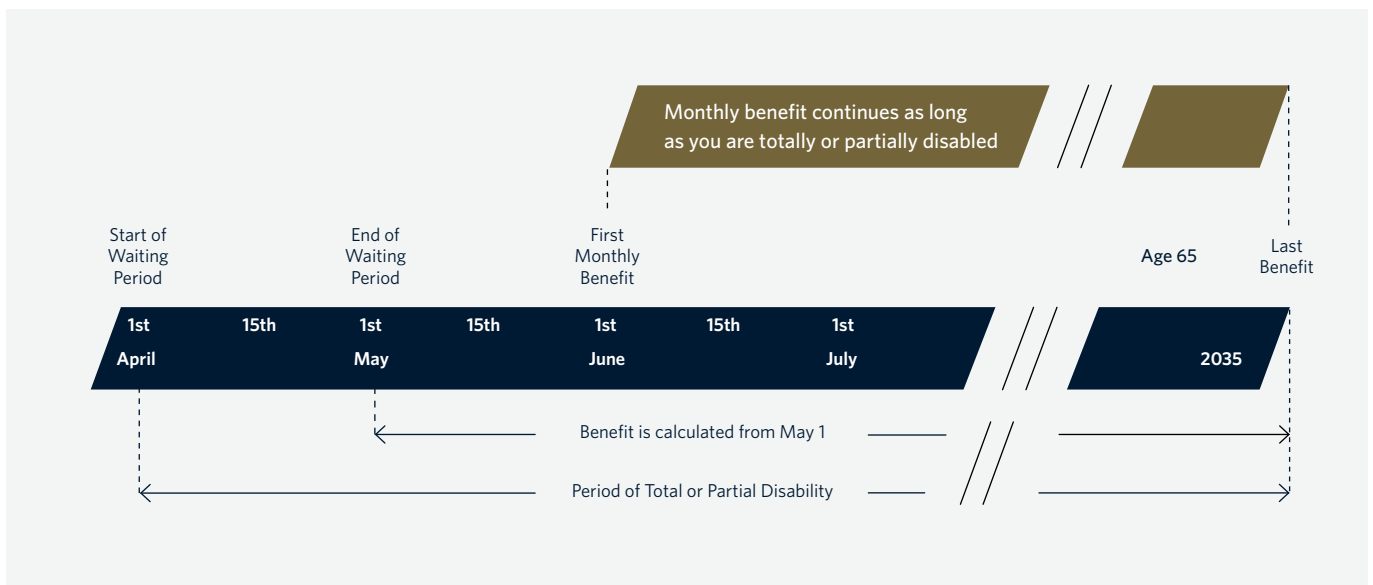 Monthly benefit continues as long
as you are totally or partially disabled
Start of
Waiting
Period
End of
Waiting
Period
First
Monthly
Benefit
Age 65
Last
Benefit
1st 15th 1st 15th 1st 15th 1st
April May June July 2035
Benefit is calculated from May 1
Period of Total or Partial Disability